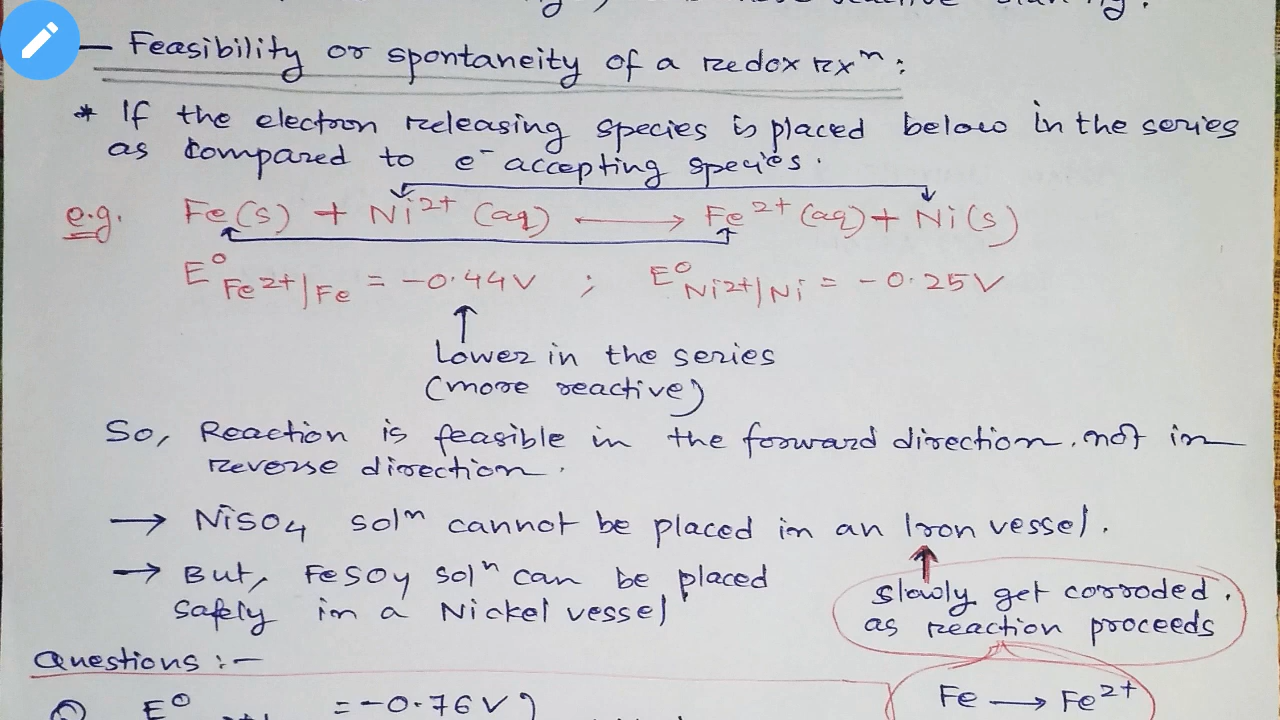 — Feasibility or spontaneity of a redox rxⁿ :
* If the electron releasing species is placed below in the series
as compared to e⁻ accepting species.
e.g. Fe(s) + Ni²⁺ (aq) ⟶ Fe²⁺(aq) + Ni(s)
E⁰ Fe²⁺|Fe = -0.44V ; E⁰ Ni²⁺|Ni = -0.25V
↑
Lower in the series
(more reactive)
So, Reaction is feasible in the forward direction, not in
reverse direction.
→ NiSO₄ solⁿ cannot be placed in an Iron vessel.
→ But, FeSO₄ solⁿ can be placed
safely in a Nickel vessel
slowly get corroded.
as reaction proceeds
Fe ⟶ Fe²⁺
Questions :-
E⁰ = -0.76V